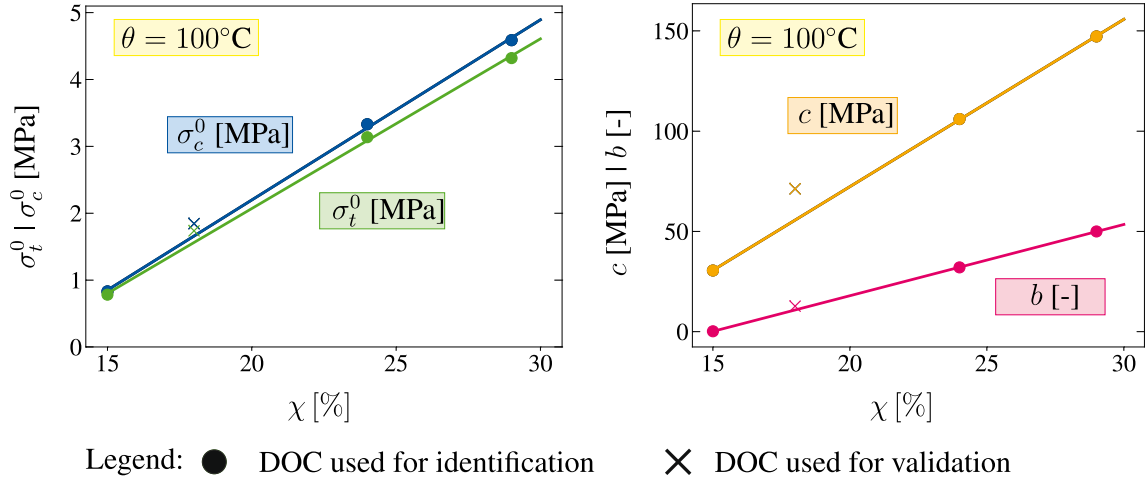 θ = 100°C
σ_c^0 [MPa]
σ_t^0 [MPa]
σ_t^0 | σ_c^0 [MPa]
5
4
3
2
1
0
15
20
25
30
χ [%]
θ = 100°C
c [MPa]
b [-]
c [MPa] | b [-]
150
100
50
0
15
20
25
30
χ [%]
Legend: ● DOC used for identification × DOC used for validation